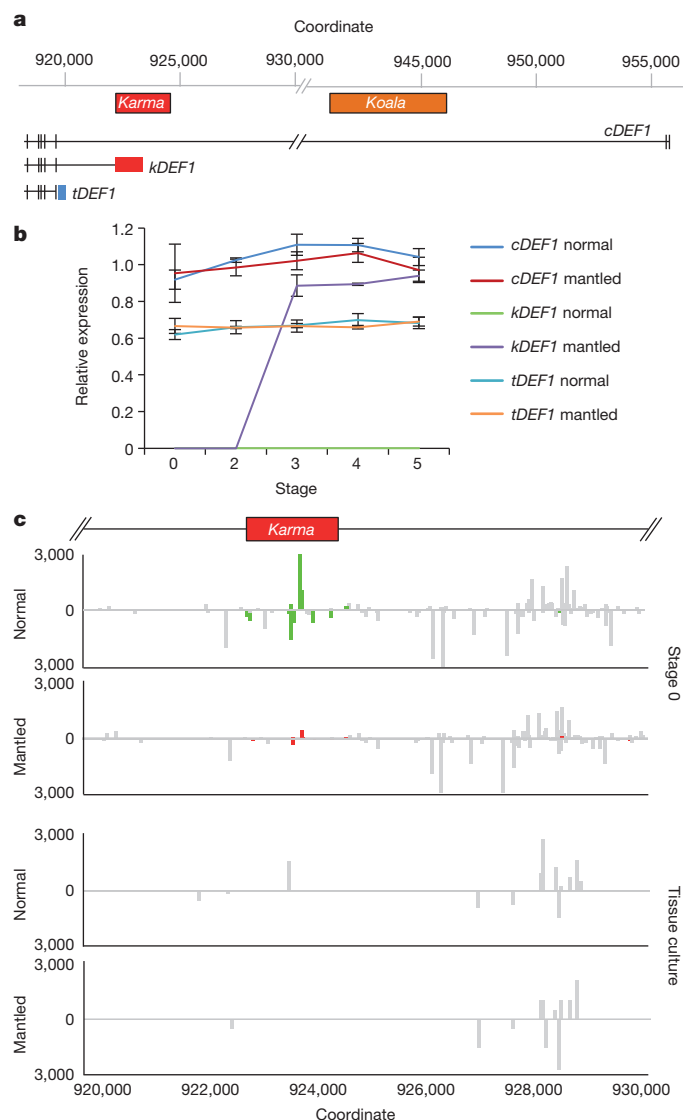 a
Coordinate
920,000 925,000 930,000 945,000 950,000 955,000
Karma Koala
cDEF1
kDEF1
tDEF1
b
1.2
1.0
0.8
0.6
0.4
0.2
0
Relative expression
0 2 3 4 5
Stage
cDEF1 normal
cDEF1 mantled
kDEF1 normal
kDEF1 mantled
tDEF1 normal
tDEF1 mantled
c
Karma
3,000
0
3,000
Normal
3,000
0
3,000
Mantled
Stage 0
3,000
0
3,000
Normal
3,000
0
3,000
Mantled
Tissue culture
920,000 922,000 924,000 926,000 928,000 930,000
Coordinate